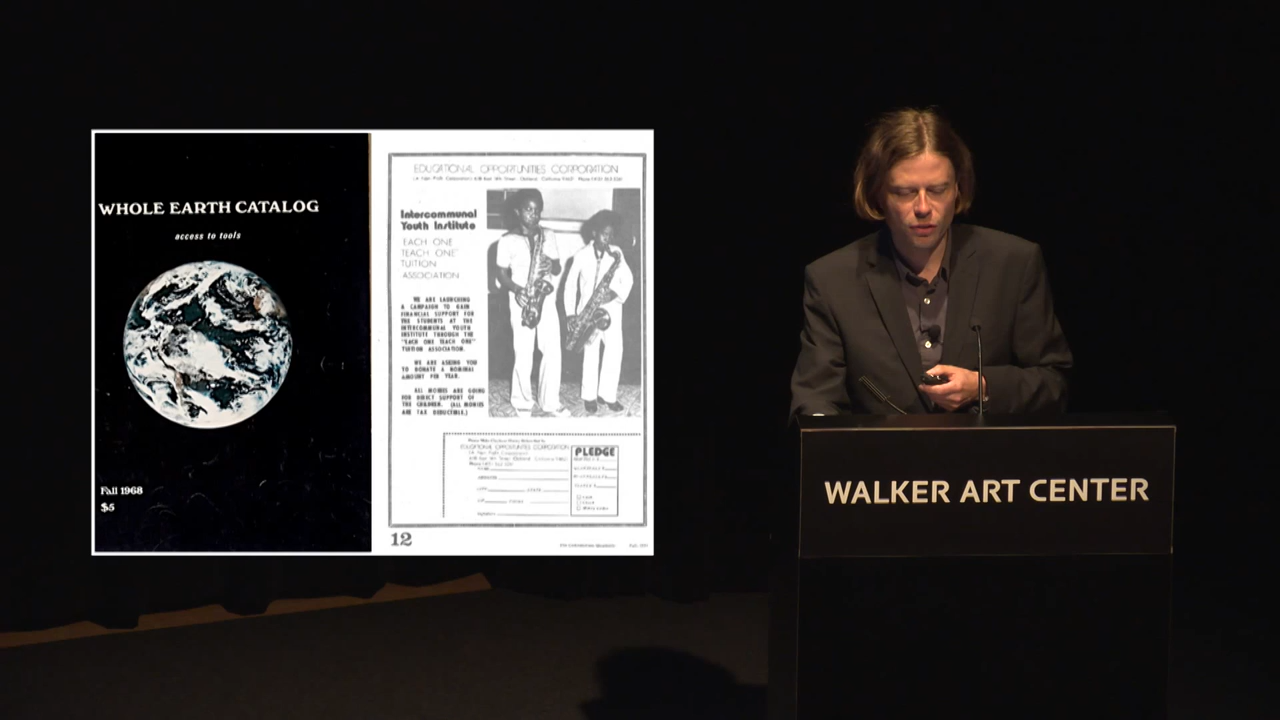 WHOLE EARTH CATALOG
access to tools
Fall 1968
$5
EDUCATIONAL OPPORTUNITIES CORPORATION
Intercommunal
Youth Institute
"EACH ONE
TEACH ONE"
TUITION
ASSOCIATION
WE ARE LAUNCHING
A CAMPAIGN TO GAIN
FINANCIAL SUPPORT FOR
THE STUDENTS AT THE
INTERCOMMUNAL YOUTH
INSTITUTE THROUGH THE
"EACH ONE TEACH ONE"
TUITION ASSOCIATION.
WE ARE ASKING YOU
TO DONATE A NOMINAL
AMOUNT PER YEAR.
ALL MONIES ARE GOING
FOR DIRECT SUPPORT OF
THE CHILDREN. (ALL MONIES
ARE TAX DEDUCTIBLE.)
EDUCATIONAL OPPORTUNITIES CORPORATION
PLEDGE
12
WALKER ART CENTER